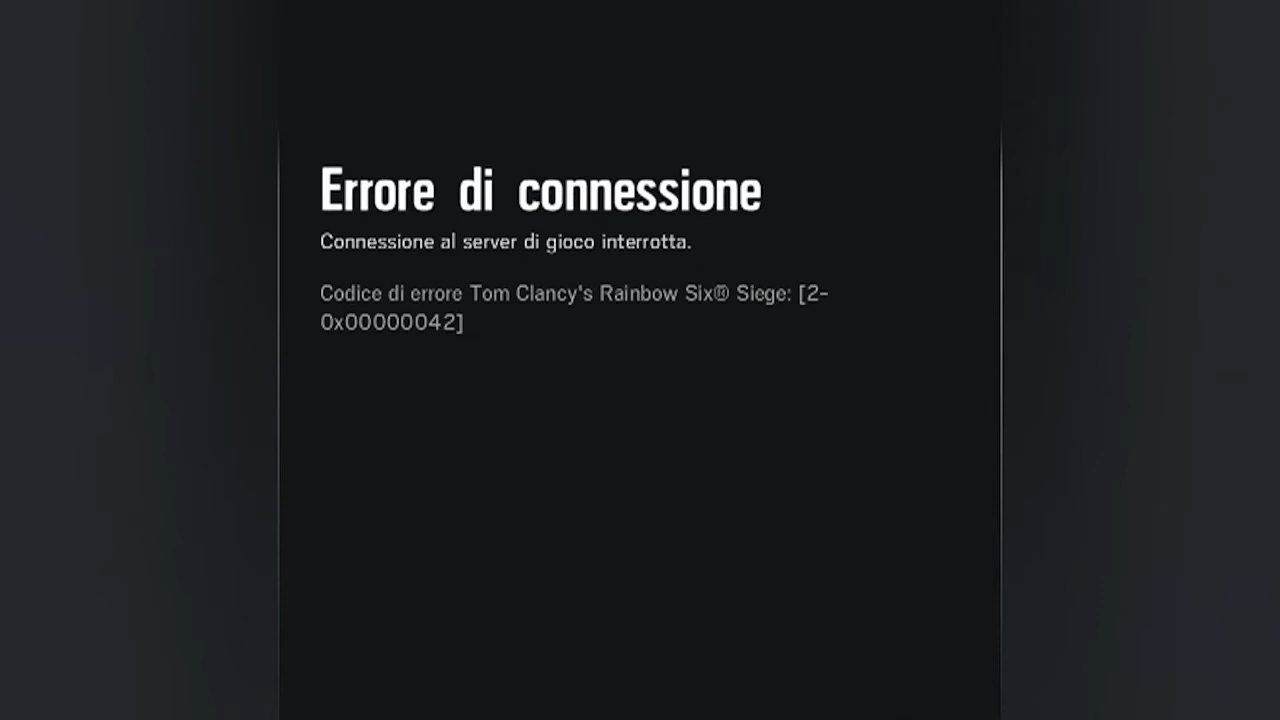 Errore di connessione
Connessione al server di gioco interrotta.
Codice di errore Tom Clancy's Rainbow Six® Siege: [2-
0x00000042]